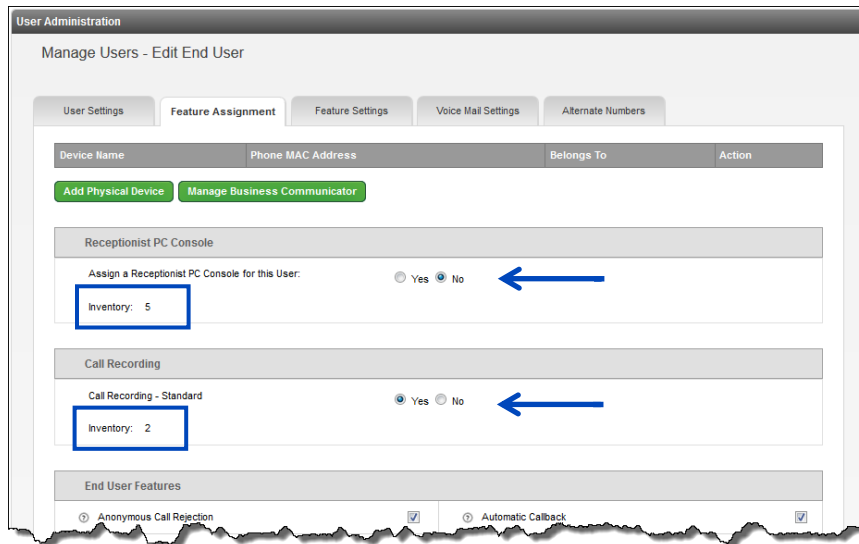 User Administration
Manage Users - Edit End User
User Settings Feature Assignment Feature Settings Voice Mail Settings Alternate Numbers
Device Name Phone MAC Address Belongs To Action
Add Physical Device Manage Business Communicator
Receptionist PC Console
Assign a Receptionist PC Console for this User: Yes No
Inventory: 5
Call Recording
Call Recording - Standard Yes No
Inventory: 2
End User Features
Anonymous Call Rejection Automatic Callback